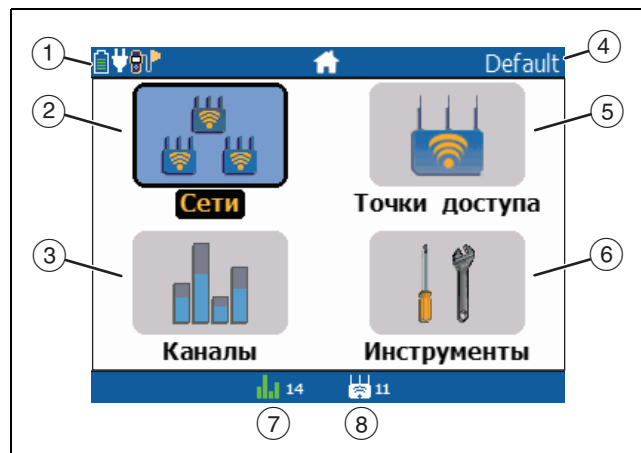 1
Default
4
2
5
Сети
Точки доступа
3
6
Каналы
Инструменты
14
11
7
8